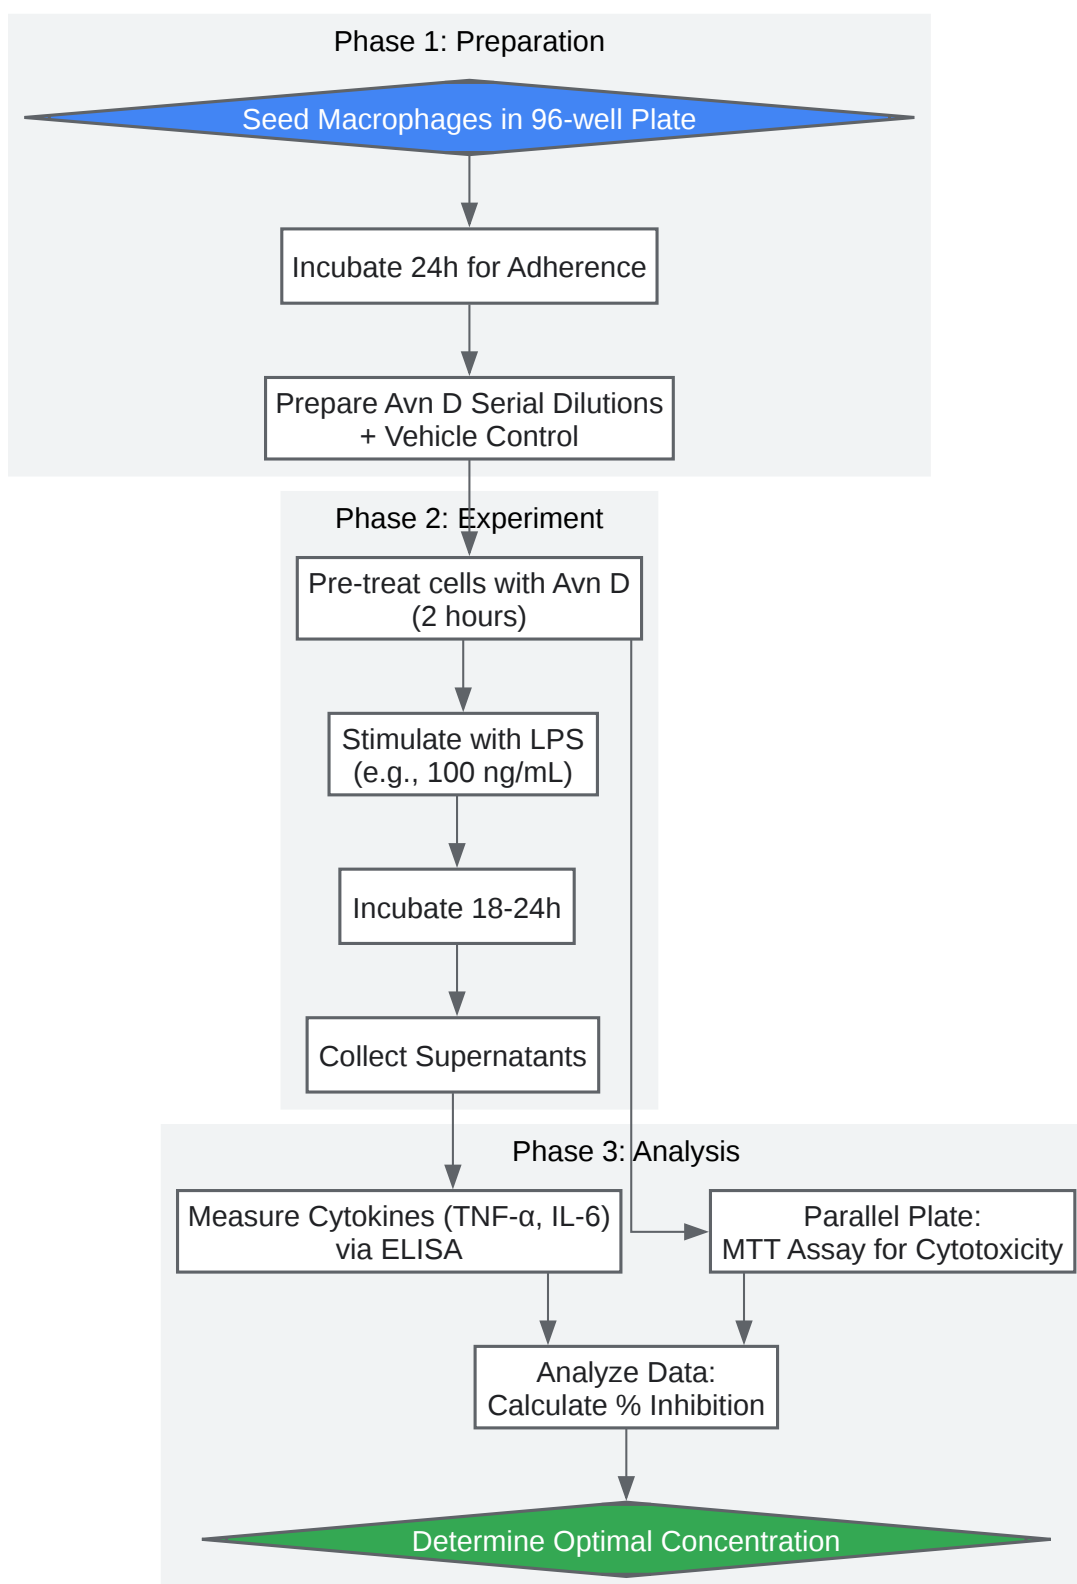 Phase 1: Preparation
Seed Macrophages in 96-well Plate
Incubate 24h for Adherence
Prepare Avn D Serial Dilutions
+ Vehicle Control
Phase 2: Experiment
Pre-treat cells with Avn D
(2 hours)
Stimulate with LPS
(e.g., 100 ng/mL)
Incubate 18-24h
Collect Supernatants
Phase 3: Analysis
Measure Cytokines (TNF-α, IL-6)
via ELISA
Parallel Plate:
MTT Assay for Cytotoxicity
Analyze Data:
Calculate % Inhibition
Determine Optimal Concentration